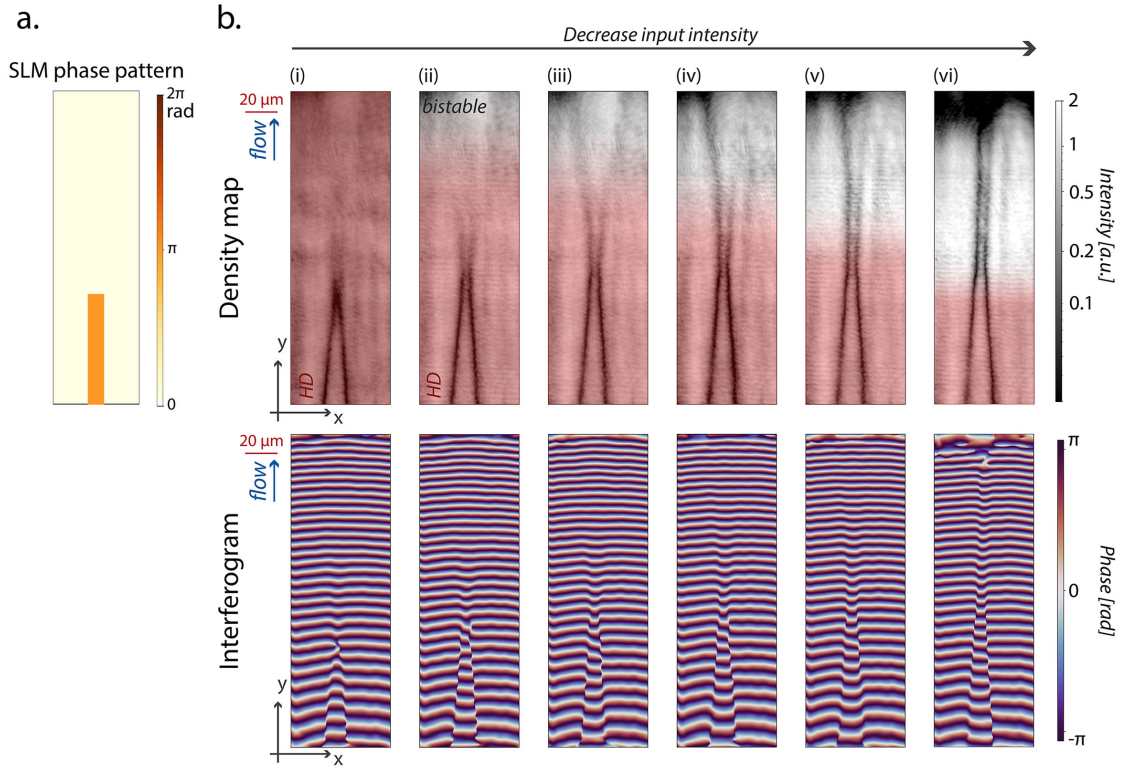 a.
SLM phase pattern
2π
rad
π
0
b.
Decrease input intensity
(i)
(ii)
(iii)
(iv)
(v)
(vi)
20 µm
flow
bistable
HD
HD
Density map
y
x
2
1
0.5
0.2
0.1
Intensity [a.u.]
20 µm
flow
Interferogram
y
x
π
0
-π
Phase [rad]